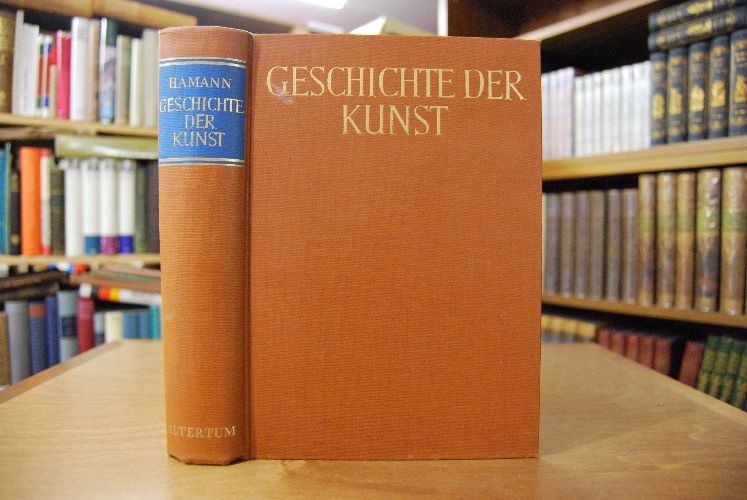 HAMANN
GESCHICHTE
DER
KUNST
ALTERTUM
GESCHICHTE DER
KUNST